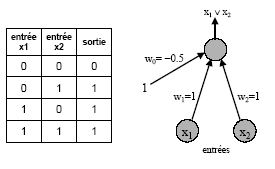 entrée x1 entrée x2 sortie
0 0 0
0 1 1
1 0 1
1 1 1
x₁ ∨ x₂
w₀= −0.5
1
w₁=1 w₂=1
x₁ x₂
entrées